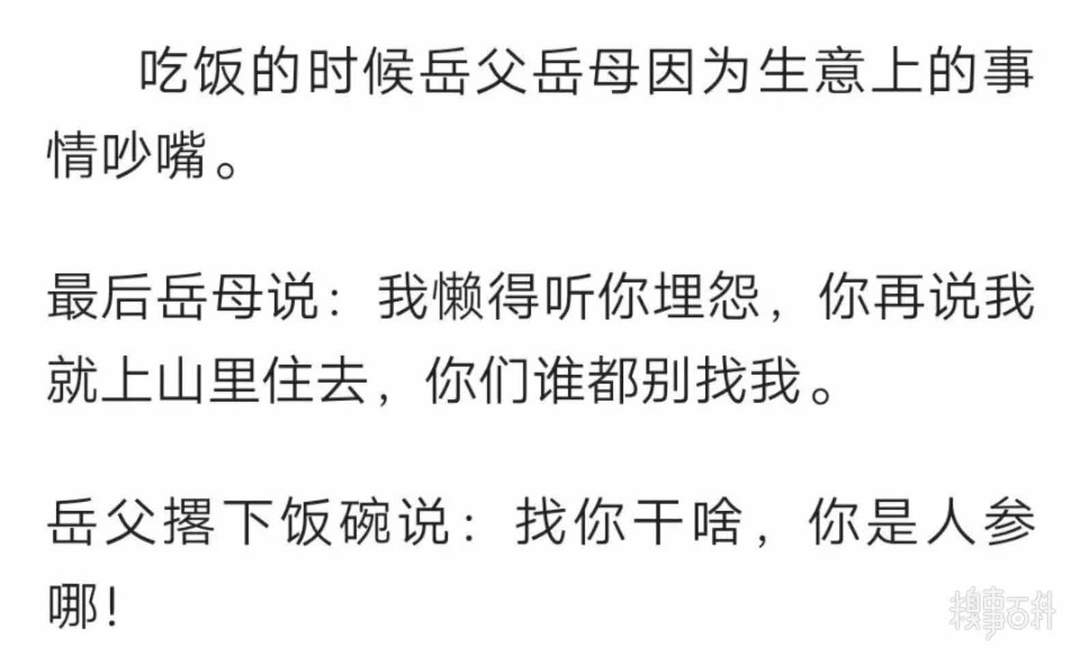 吃饭的时候岳父岳母因为生意上的事
情吵嘴。
最后岳母说：我懒得听你埋怨，你再说我
就上山里住去，你们谁都别找我。
岳父撂下饭碗说：找你干啥，你是人参
哪！
糗事百科